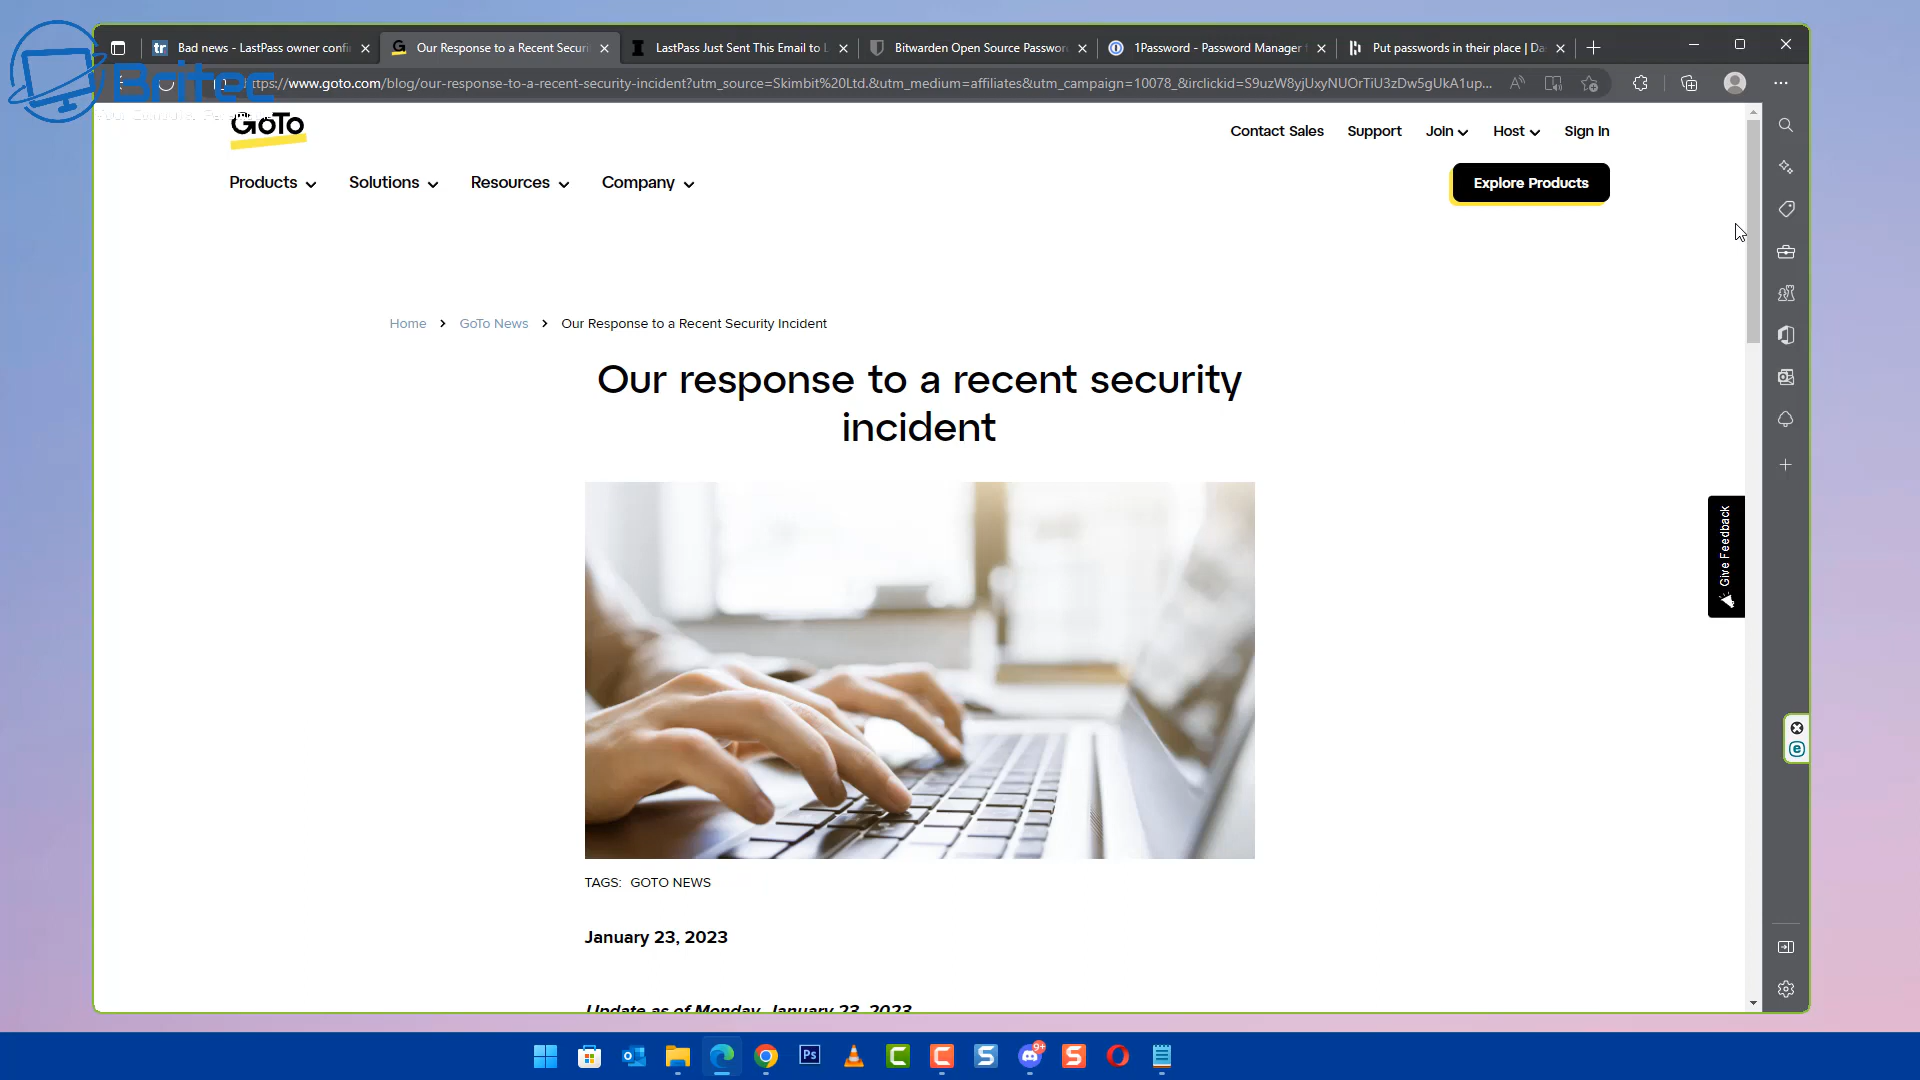 Bad news - LastPass owner confi
Our Response to a Recent Securi
LastPass Just Sent This Email to L
Bitwarden Open Source Passwor
1Password - Password Manager f
Put passwords in their place | Da
Britec
ttps://www.goto.com/blog/our-response-to-a-recent-security-incident?utm_source=Skimbit%20Ltd.&utm_medium=affiliates&utm_campaign=10078_&irclickid=S9uzW8yjUxyNUOrTiU3zDw5gUkA1up...
GoTo
Contact Sales
Support
Join
Host
Sign In
Products
Solutions
Resources
Company
Explore Products
Home > GoTo News > Our Response to a Recent Security Incident
Our response to a recent security
incident
Give Feedback
TAGS: GOTO NEWS
January 23, 2023
Update as of Monday, January 23, 2023
Ps
9+